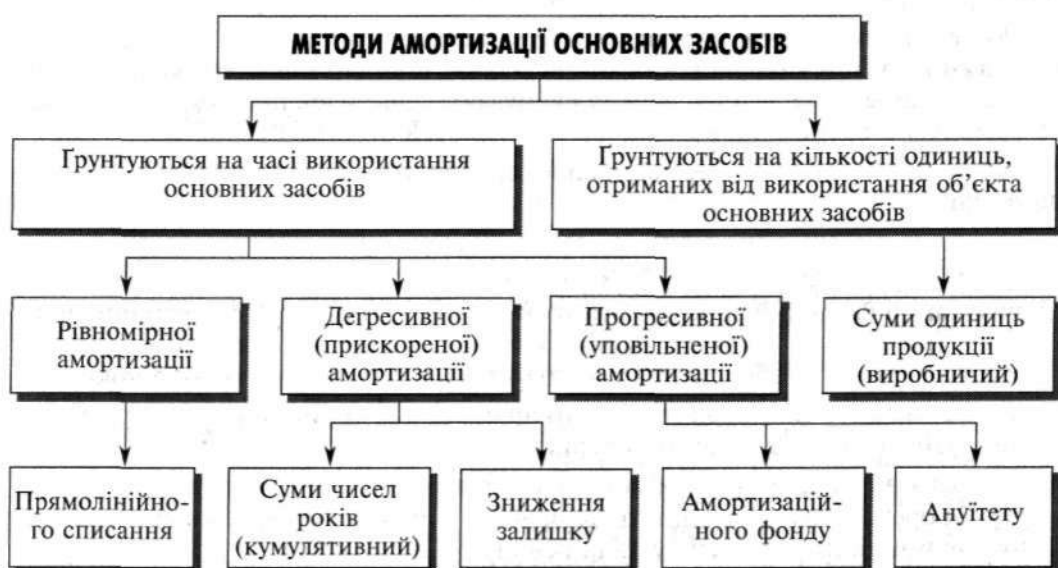 МЕТОДИ АМОРТИЗАЦІЇ ОСНОВНИХ ЗАСОБІВ
Ґрунтуються на часі використання
основних засобів
Ґрунтуються на кількості одиниць,
отриманих від використання об’єкта
основних засобів
Рівномірної
амортизації
Дегресивної
(прискореної)
амортизації
Прогресивної
(уповільненої)
амортизації
Суми одиниць
продукції
(виробничий)
Прямолінійно-
го списання
Суми чисел
років
(кумулятивний)
Зниження
залишку
Амортизацій-
ного фонду
Ануїтету